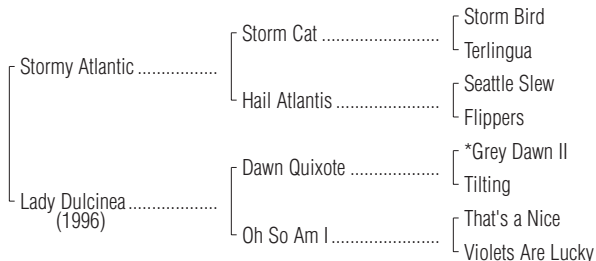 Storm Bird
Storm Cat ........................
Terlingua
Stormy Atlantic ................
Seattle Slew
Hail Atlantis .....................
Flippers
*Grey Dawn II
Dawn Quixote ..................
Tilting
Lady Dulcinea..................
(1996)
That's a Nice
Oh So Am I......................
Violets Are Lucky